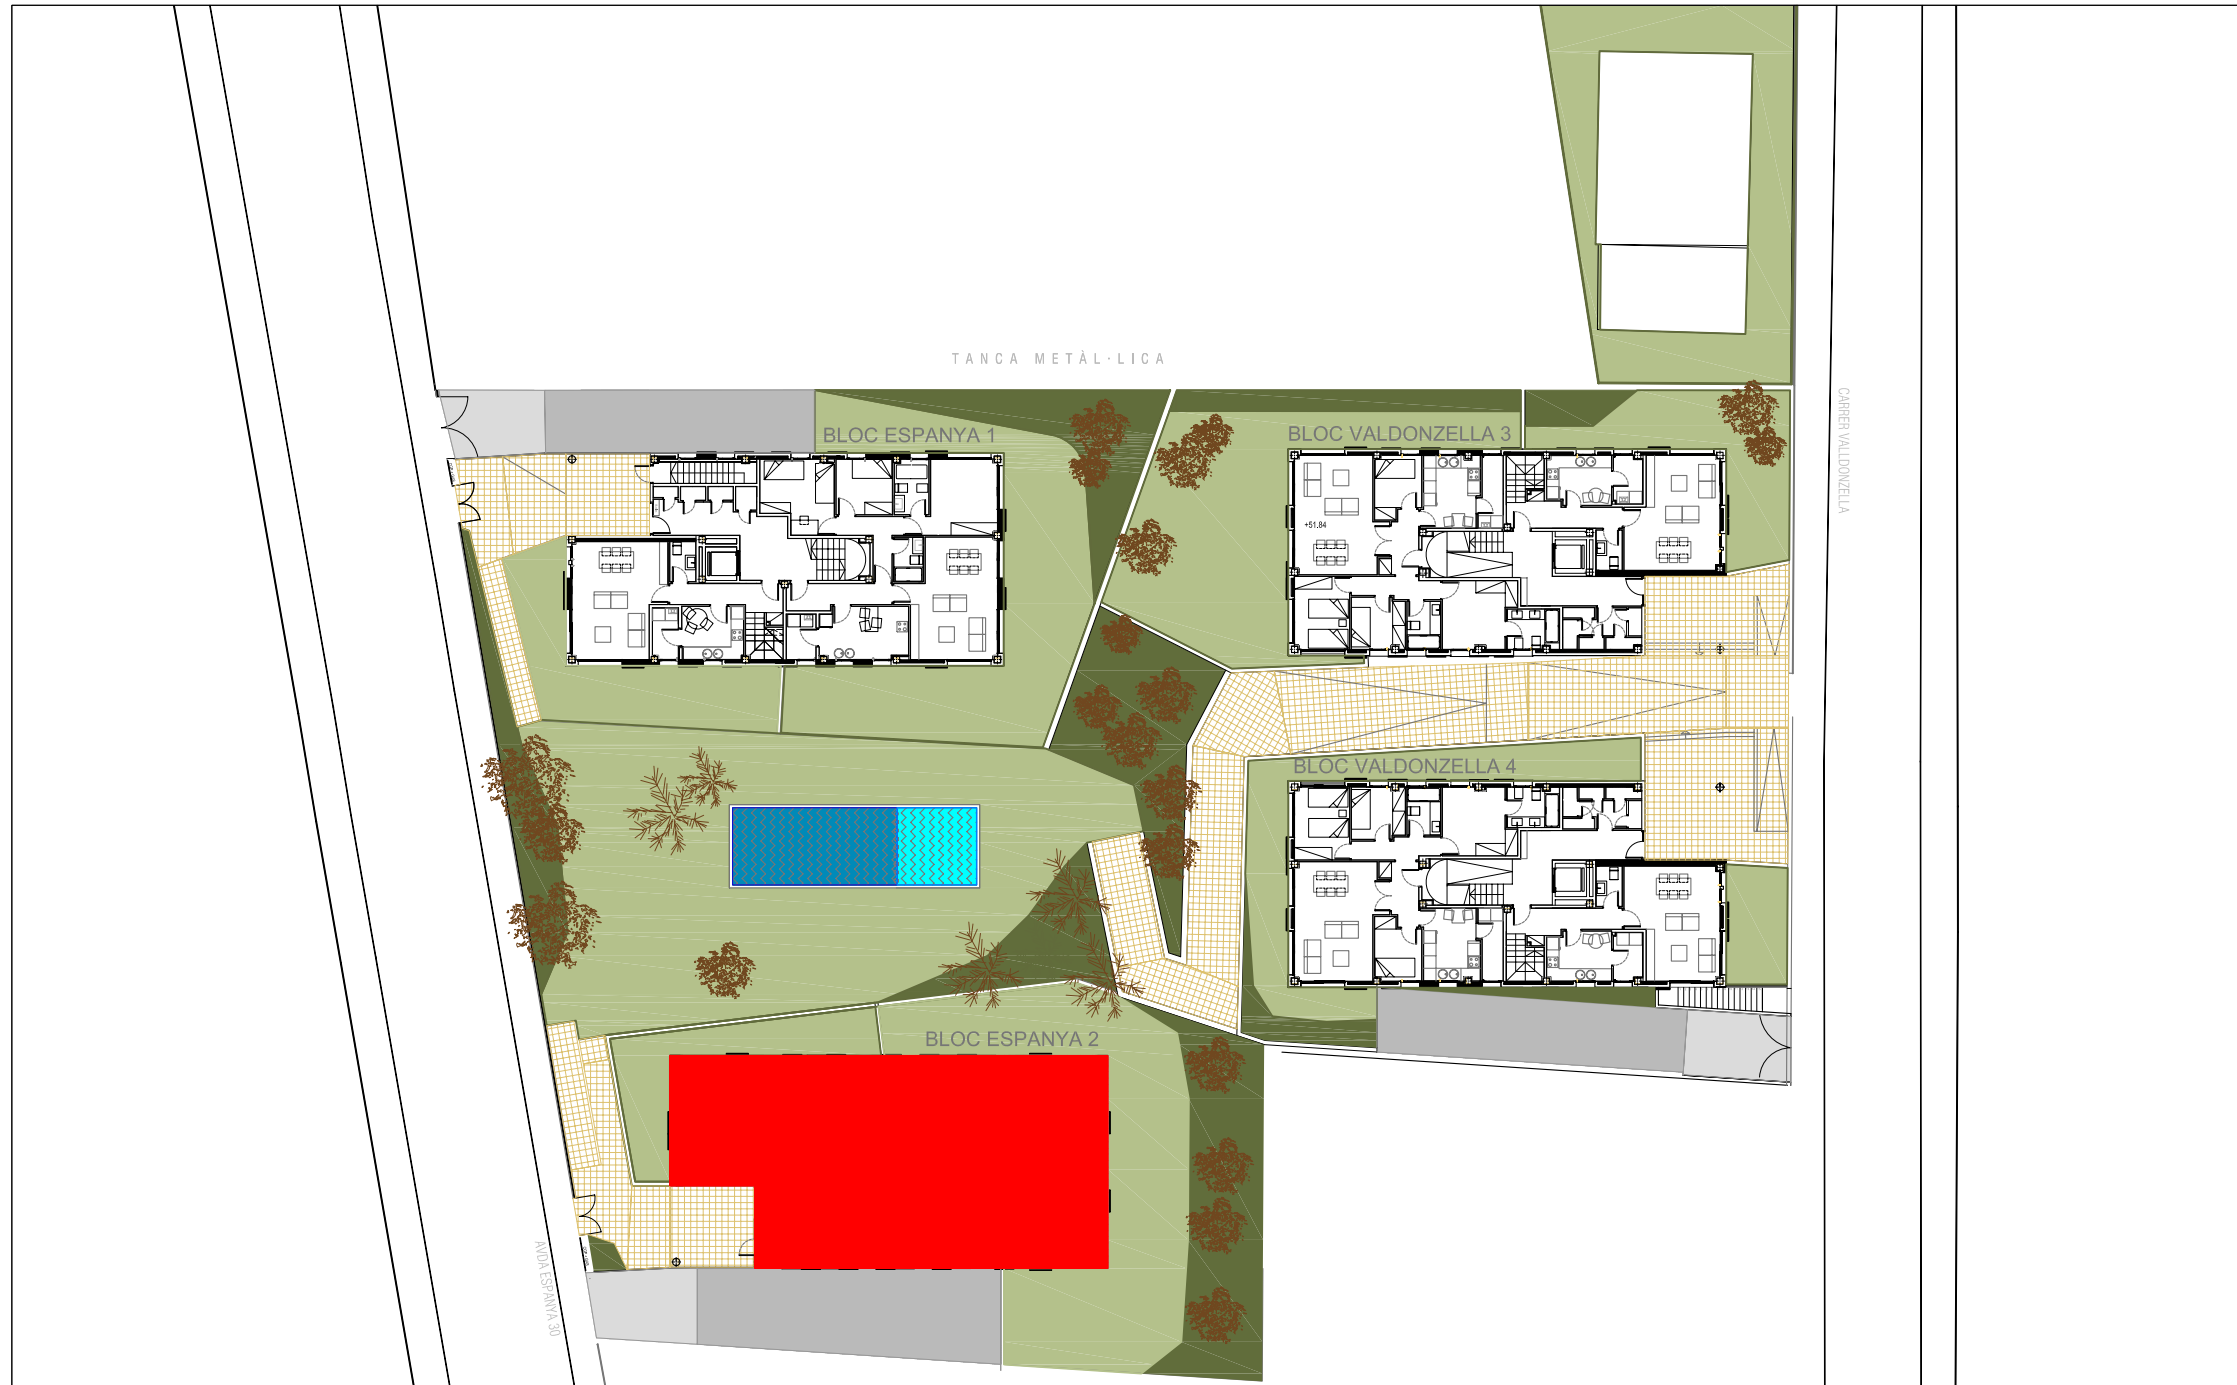 TANCA METÀL·LICA
BLOC ESPANYA 1
BLOC VALDONZELLA 3
CARRER VALLDONZELLA
+51.84
BLOC VALDONZELLA 4
BLOC ESPANYA 2
AVDA ESPANYA 30